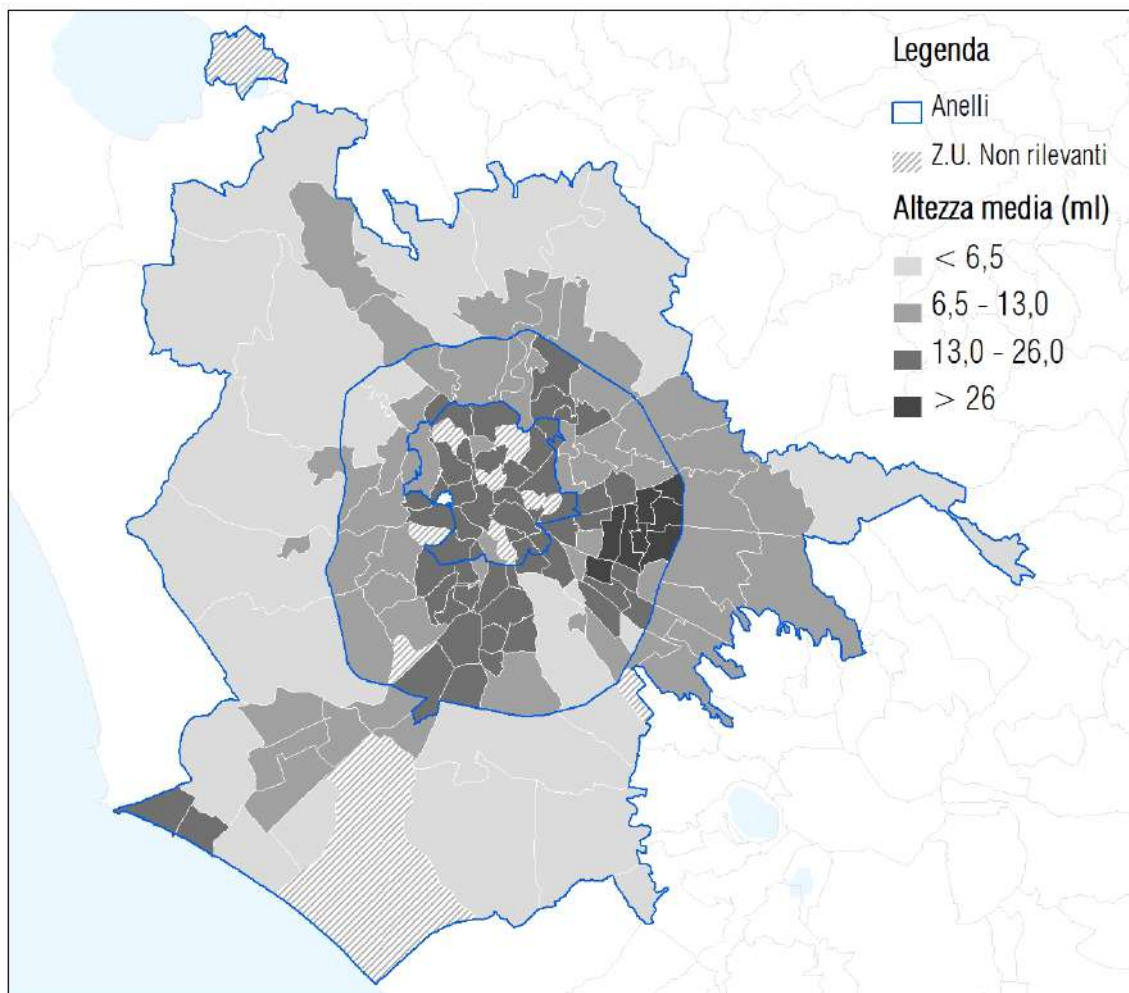 Legenda
Anelli
Z.U. Non rilevanti
Altezza media (ml)
< 6,5
6,5 - 13,0
13,0 - 26,0
> 26